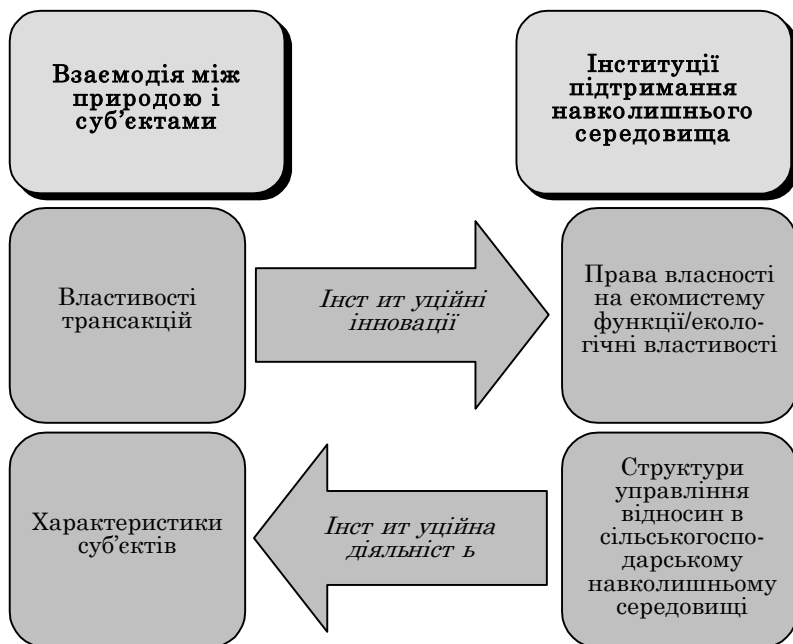 Взаємодія між
природою і
суб’єктами
Інституції
підтримання
навколишнього
середовища
Властивості
трансакцій
Інст ит уційні
інновації
Права власності
на екомистему
функції/еколо-
гічні властивості
Характеристики
суб’єктів
Інст ит уційна
діяльніст ь
Структури
управління
відносин в
сільськогоспо-
дарському
навколишньому
середовищі